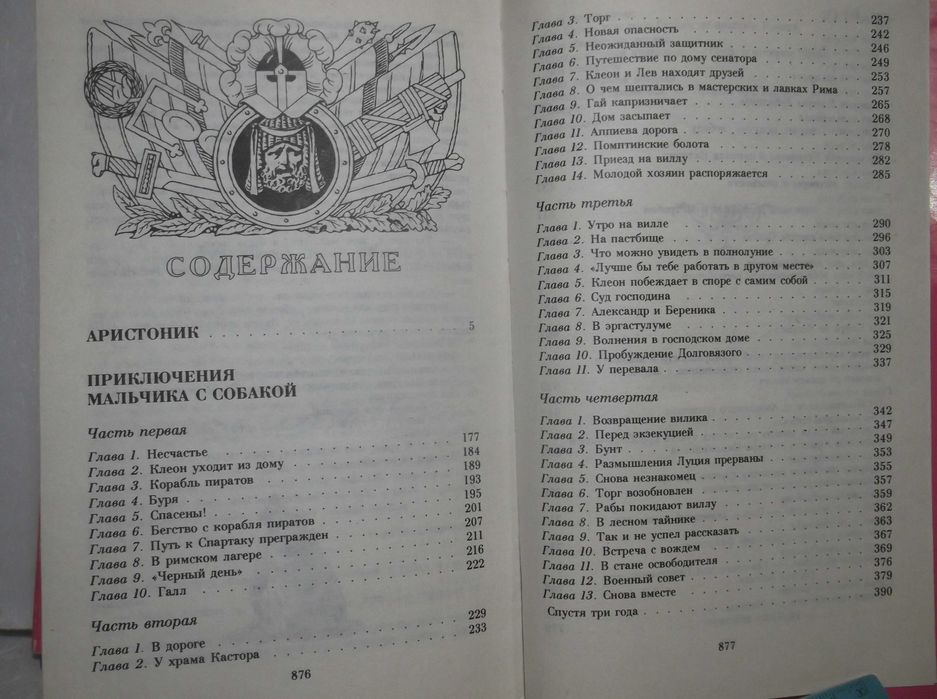 СОДЕРЖАНИЕ
АРИСТОНИК . . . . . . . . . . . . . . . . . . . . 5
ПРИКЛЮЧЕНИЯ
МАЛЬЧИКА С СОБАКОЙ
Часть первая
Глава 1. Несчастье . . . . . . . . . . . . . . . . 177
Глава 2. Клеон уходит из дому . . . . . . . . . . . 184
Глава 3. Корабль пиратов . . . . . . . . . . . . . 189
Глава 4. Буря . . . . . . . . . . . . . . . . . . 193
Глава 5. Спасены! . . . . . . . . . . . . . . . . 195
Глава 6. Бегство с корабля пиратов . . . . . . . . 201
Глава 7. Путь к Спартаку прегражден . . . . . . . . 207
Глава 8. В римском лагере . . . . . . . . . . . . . 211
Глава 9. «Черный день» . . . . . . . . . . . . . . 216
Глава 10. Галл . . . . . . . . . . . . . . . . . . 222
Часть вторая
Глава 1. В дороге . . . . . . . . . . . . . . . . . 229
Глава 2. У храма Кастора . . . . . . . . . . . . . 233
876
Глава 3. Торг . . . . . . . . . . . . . . . . . . 237
Глава 4. Новая опасность . . . . . . . . . . . . . 242
Глава 5. Неожиданный защитник . . . . . . . . . . . 246
Глава 6. Путешествие по дому сенатора . . . . . . . 249
Глава 7. Клеон и Лев находят друзей . . . . . . . . 253
Глава 8. О чем шептались в мастерских и лавках Рима . 257
Глава 9. Гай капризничает . . . . . . . . . . . . . 265
Глава 10. Дом засыпает . . . . . . . . . . . . . . 268
Глава 11. Аппиева дорога . . . . . . . . . . . . . 270
Глава 12. Помптинские болота . . . . . . . . . . . 278
Глава 13. Приезд на виллу . . . . . . . . . . . . . 282
Глава 14. Молодой хозяин распоряжается . . . . . . . 285
Часть третья
Глава 1. Утро на вилле . . . . . . . . . . . . . . 290
Глава 2. На пастбище . . . . . . . . . . . . . . . 296
Глава 3. Что можно увидеть в полнолуние . . . . . . 303
Глава 4. «Лучше бы тебе работать в другом месте» . . 307
Глава 5. Клеон побеждает в споре с самим собой . . . 311
Глава 6. Суд господина . . . . . . . . . . . . . . 315
Глава 7. Александр и Береника . . . . . . . . . . . 319
Глава 8. В эргастулуме . . . . . . . . . . . . . . 321
Глава 9. Волнения в господском доме . . . . . . . . 325
Глава 10. Пробуждение Долговязого . . . . . . . . . 329
Глава 11. У перевала . . . . . . . . . . . . . . . 337
Часть четвертая
Глава 1. Возвращение вилика . . . . . . . . . . . . 342
Глава 2. Перед экзекуцией . . . . . . . . . . . . . 347
Глава 3. Бунт . . . . . . . . . . . . . . . . . . 349
Глава 4. Размышления Луция прерваны . . . . . . . . 353
Глава 5. Снова незнакомец . . . . . . . . . . . . . 355
Глава 6. Торг возобновлен . . . . . . . . . . . . . 357
Глава 7. Рабы покидают виллу . . . . . . . . . . . 359
Глава 8. В лесном тайнике . . . . . . . . . . . . . 362
Глава 9. Так и не успел рассказать . . . . . . . . 363
Глава 10. Встреча с вождем . . . . . . . . . . . . 367
Глава 11. В стане освободителя . . . . . . . . . . 369
Глава 12. Военный совет . . . . . . . . . . . . . . 376
Глава 13. Снова вместе . . . . . . . . . . . . . . 379
Спустя три года . . . . . . . . . . . . . . . . . . 390
877